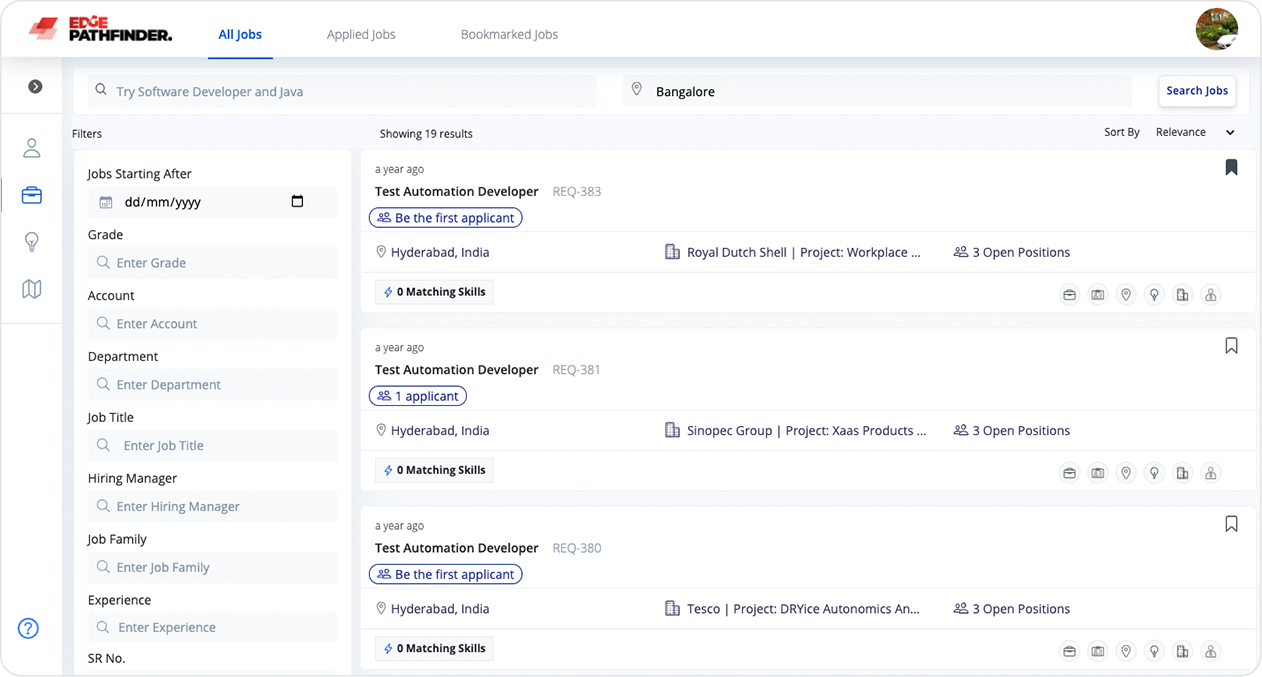 EDGE
PATHFINDER.
All Jobs
Applied Jobs
Bookmarked Jobs
Try Software Developer and Java
Bangalore
Search Jobs
Filters
Showing 19 results
Sort By Relevance
Jobs Starting After
dd/mm/yyyy
Grade
Enter Grade
Account
Enter Account
Department
Enter Department
Job Title
Enter Job Title
Hiring Manager
Enter Hiring Manager
Job Family
Enter Job Family
Experience
Enter Experience
SR No.
a year ago
Test Automation Developer REQ-383
Be the first applicant
Hyderabad, India
Royal Dutch Shell | Project: Workplace ...
3 Open Positions
0 Matching Skills
a year ago
Test Automation Developer REQ-381
1 applicant
Hyderabad, India
Sinopec Group | Project: Xaas Products ...
3 Open Positions
0 Matching Skills
a year ago
Test Automation Developer REQ-380
Be the first applicant
Hyderabad, India
Tesco | Project: DRYice Autonomics An...
3 Open Positions
0 Matching Skills
?